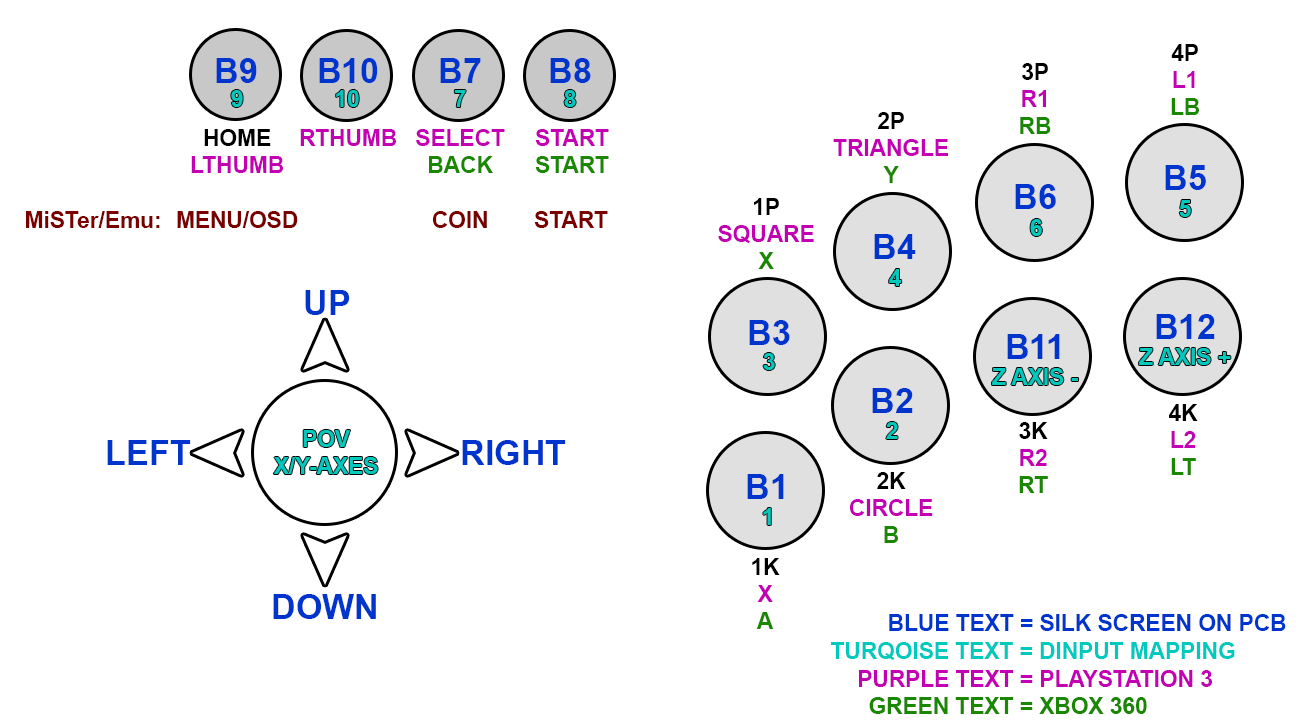 B9
9
HOME
LTHUMB
B10
10
RTHUMB
B7
7
SELECT
BACK
B8
8
START
START
MiSTer/Emu: MENU/OSD COIN START
UP
LEFT
POV
X/Y-AXES
RIGHT
DOWN
1P
SQUARE
X
B3
3
2P
TRIANGLE
Y
B4
4
3P
R1
RB
B6
6
4P
L1
LB
B5
5
B1
1
1K
X
A
B2
2
2K
CIRCLE
B
B11
Z AXIS -
3K
R2
RT
B12
Z AXIS +
4K
L2
LT
BLUE TEXT = SILK SCREEN ON PCB
TURQOISE TEXT = DINPUT MAPPING
PURPLE TEXT = PLAYSTATION 3
GREEN TEXT = XBOX 360